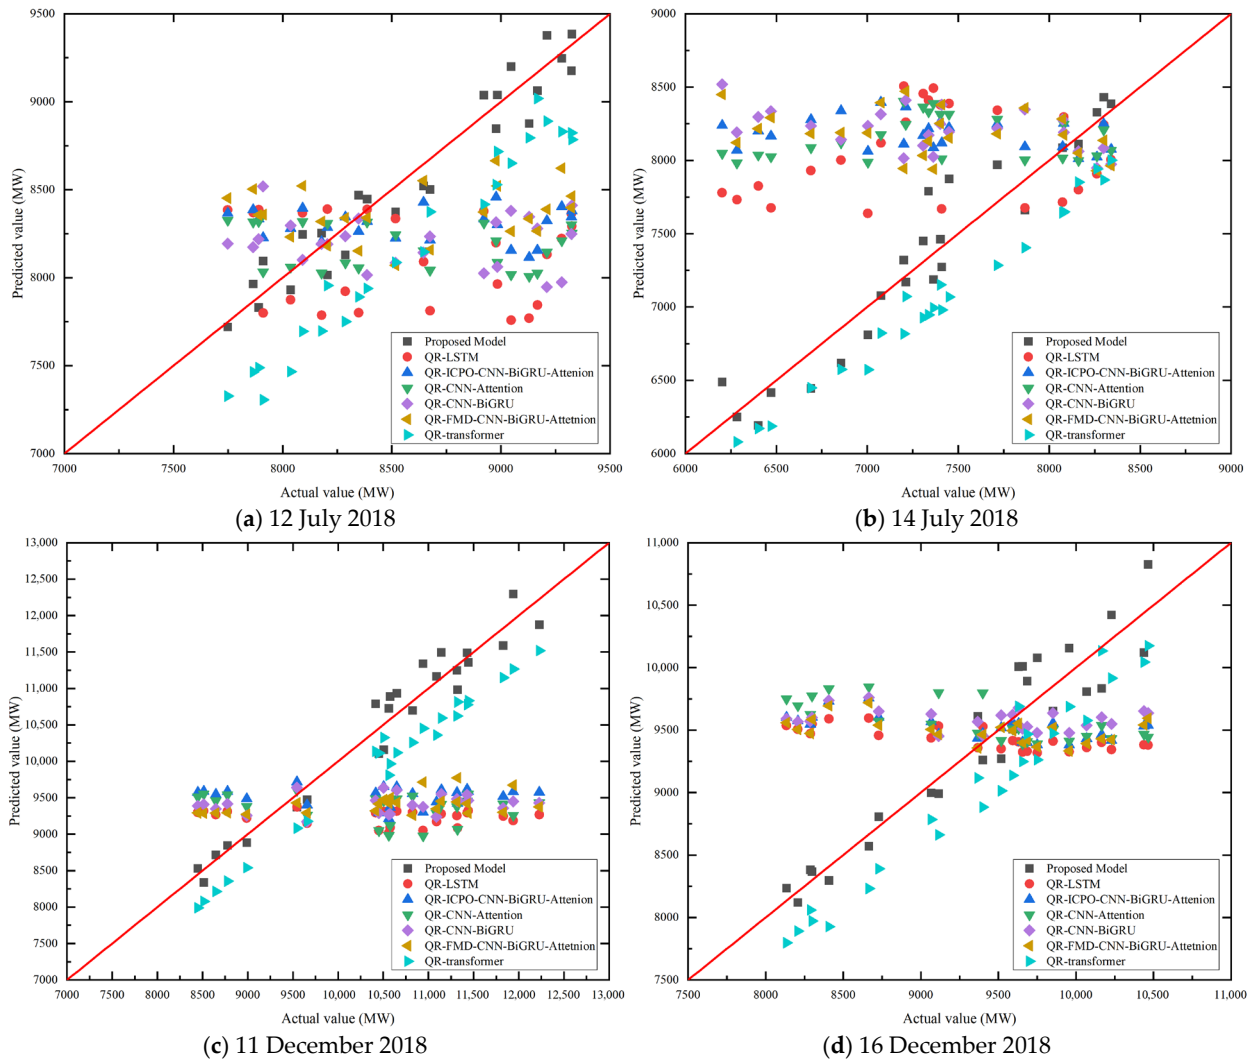 9500
9000
8500
8000
7500
7000
Predicted value (MW)
7000 7500 8000 8500 9000 9500
Actual value (MW)
Proposed Model
QR-LSTM
QR-ICPO-CNN-BiGRU-Attenion
QR-CNN-Attention
QR-CNN-BiGRU
QR-FMD-CNN-BiGRU-Attetnion
QR-transformer
(a) 12 July 2018
9000
8500
8000
7500
7000
6500
6000
Predicted value (MW)
6000 6500 7000 7500 8000 8500 9000
Actual value (MW)
Proposed Model
QR-LSTM
QR-ICPO-CNN-BiGRU-Attenion
QR-CNN-Attention
QR-CNN-BiGRU
QR-FMD-CNN-BiGRU-Attetnion
QR-transformer
(b) 14 July 2018
13,000
12,500
12,000
11,500
11,000
10,500
10,000
9500
9000
8500
8000
7500
7000
Predicted value (MW)
7000 7500 8000 8500 9000 9500 10,000 10,500 11,000 11,500 12,000 12,500 13,000
Actual value (MW)
Proposed Model
QR-LSTM
QR-ICPO-CNN-BiGRU-Attenion
QR-CNN-Attention
QR-CNN-BiGRU
QR-FMD-CNN-BiGRU-Attetnion
QR-transformer
(c) 11 December 2018
11,000
10,500
10,000
9500
9000
8500
8000
7500
Predicted value (MW)
7500 8000 8500 9000 9500 10,000 10,500 11,000
Actual value (MW)
Proposed Model
QR-LSTM
QR-ICPO-CNN-BiGRU-Attenion
QR-CNN-Attention
QR-CNN-BiGRU
QR-FMD-CNN-BiGRU-Attetnion
QR-transformer
(d) 16 December 2018